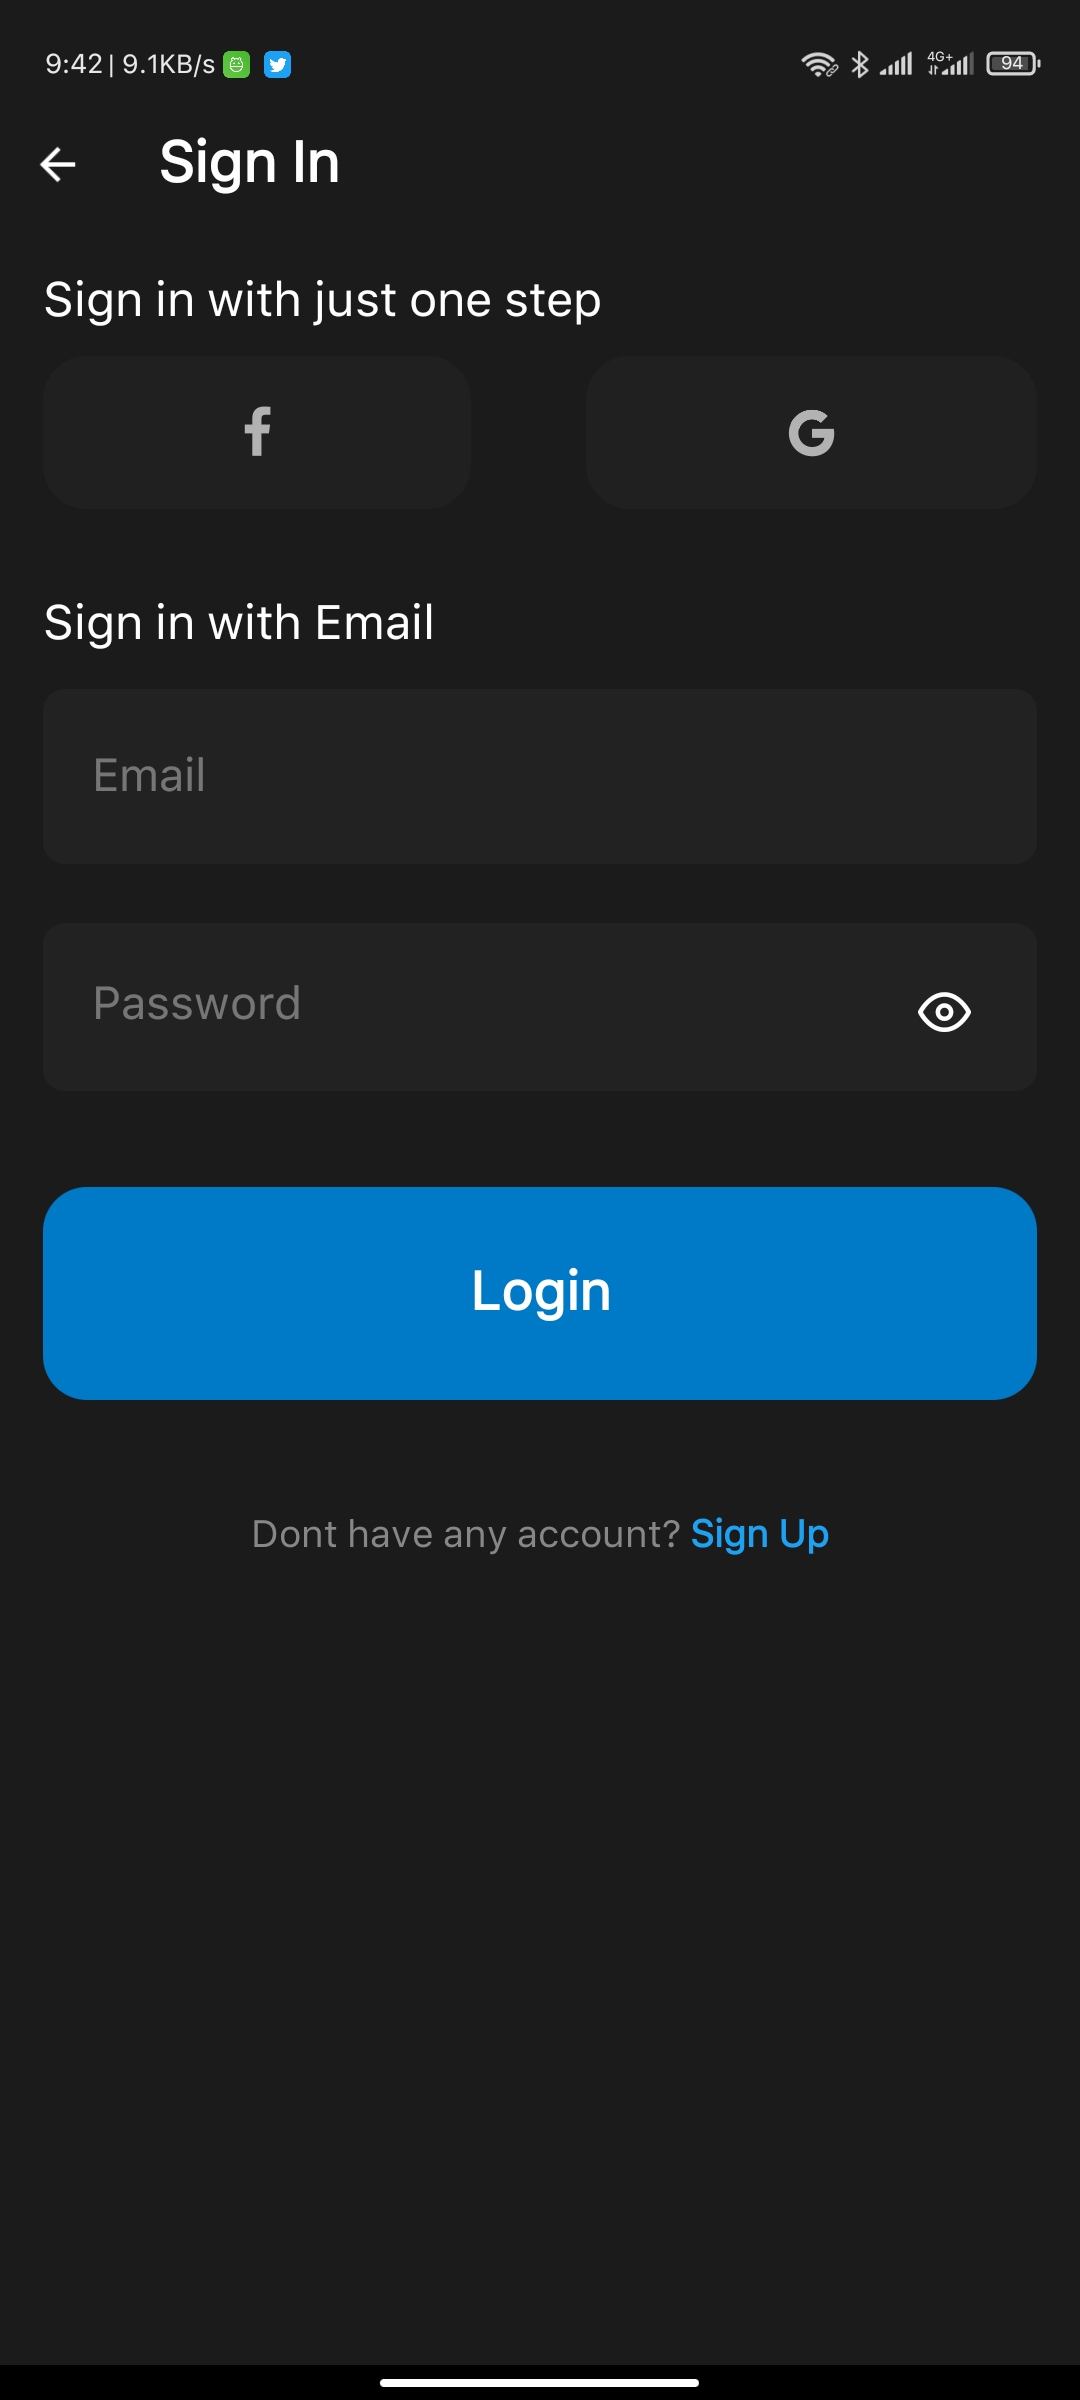 9:42 | 9.1KB/s 4G+ 94
Sign In
Sign in with just one step
f G
Sign in with Email
Email
Password
Login
Dont have any account? Sign Up